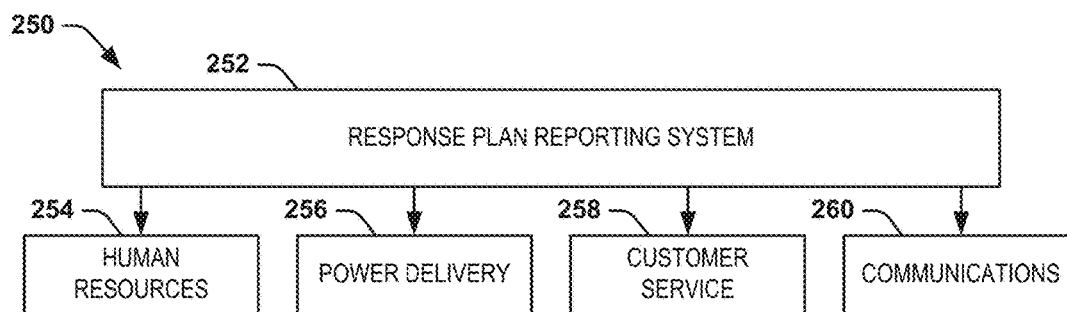 250
252
RESPONSE PLAN REPORTING SYSTEM
254
256
258
260
HUMAN
RESOURCES
POWER DELIVERY
CUSTOMER
SERVICE
COMMUNICATIONS